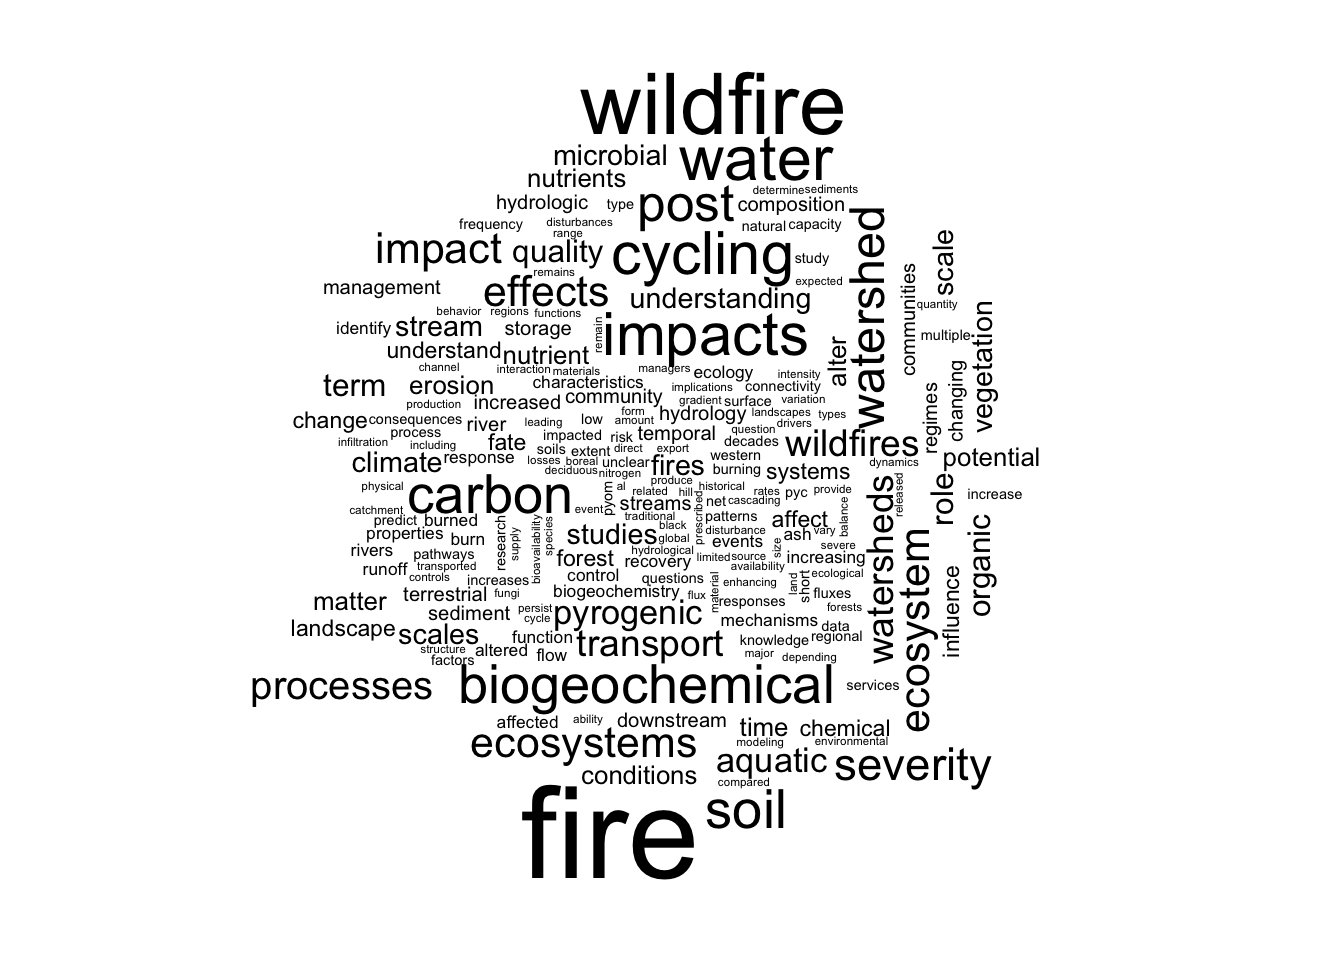 wildfire
microbial water
nutrients
determine sediments
hydrologic type post composition
frequency disturbances natural capacity
range
impact quality cycling study
remains expected
management effects understanding
watershed
communities
scale
quantity
behavior regions functions
identify stream storage remain impacts
multiple
alter
vegetation
understand nutrient
channel interaction materials managers ecology intensity
term erosion characteristics implications connectivity
production increased community gradient surface variation
regimes
changing
change consequences river leading low form hydrology landscapes types
amount
process question drivers
infiltration including fate impacted risk temporal decades wildfires
soils extent direct export western
climate response losses boreal unclear fires burning systems dynamics potential
deciduous nitrogen
physical carbon produce
pyom al related hill historical rates pyc provide
role increase
released
catchment event streams prescribed net cascading
traditional
predict burned patterns affect balance
black disturbance ash vary
properties burn research supply bioavailability species studies global events severe
rivers pathways forest hydrological limited source size increasing
watersheds
ecosystem
organic
influence
runoff transported recovery availability
controls increases control questions enhancing land short ecological
terrestrial fungi biogeochemistry flux material fluxes
matter responses forests
sediment persist pyrogenic mechanisms data
cycle
landscape scales function transport knowledge regional
structure altered flow major depending
factors
processes biogeochemical services
affected ability downstream time chemical
ecosystems modeling environmental
conditions aquatic severity
compared
fire soil